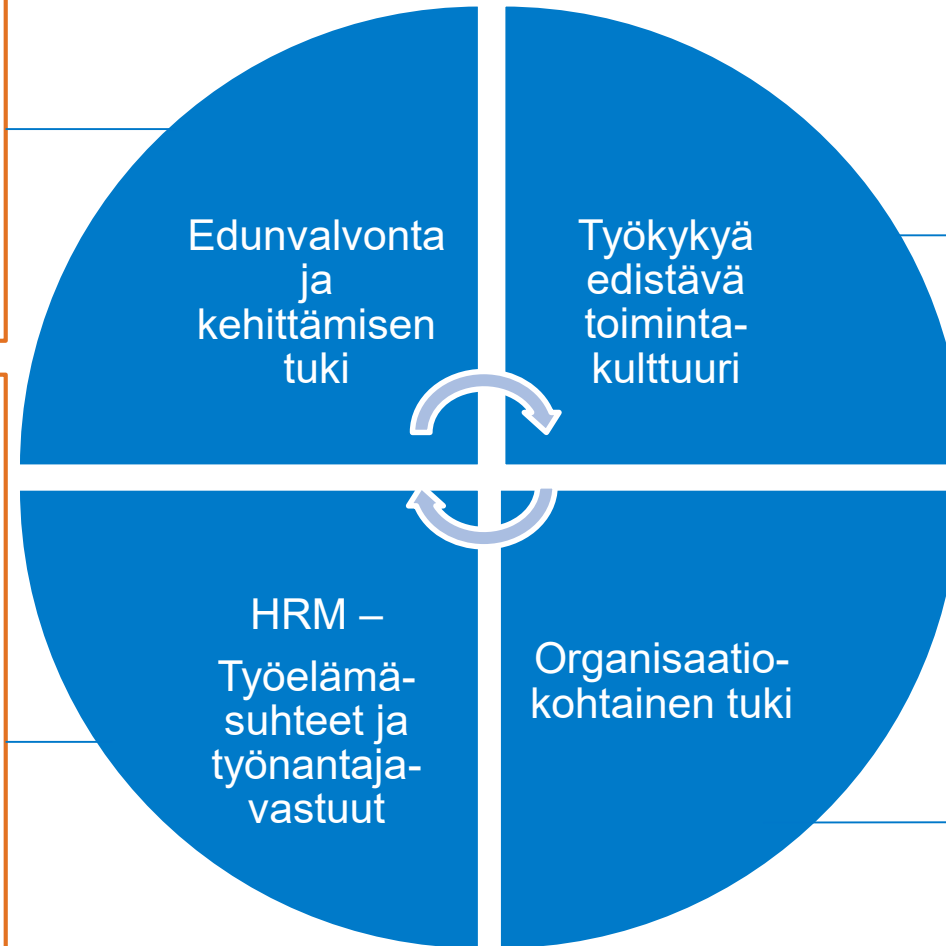 Edunvalvonta
ja
kehittämisen
tuki
Työkykyä
edistävä
toiminta-
kulttuuri
HRM –
Työelämä-
suhteet ja
työnantaja-
vastuut
Organisaatio-
kohtainen tuki